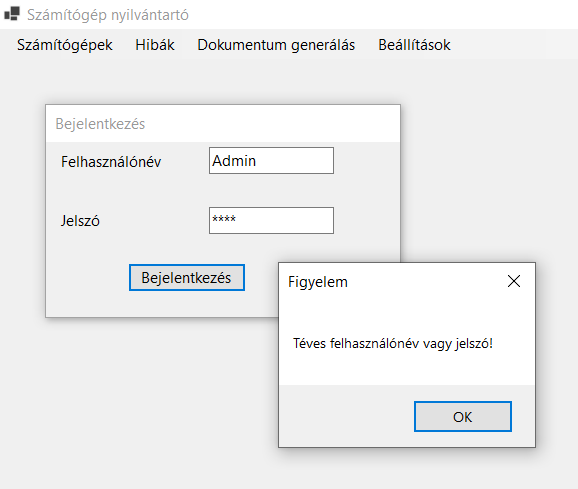 Számítógép nyilvántartó
Számítógépek Hibák Dokumentum generálás Beállítások
Bejelentkezés
Felhasználónév Admin
Jelszó ****
Bejelentkezés
Figyelem
Téves felhasználónév vagy jelszó!
OK